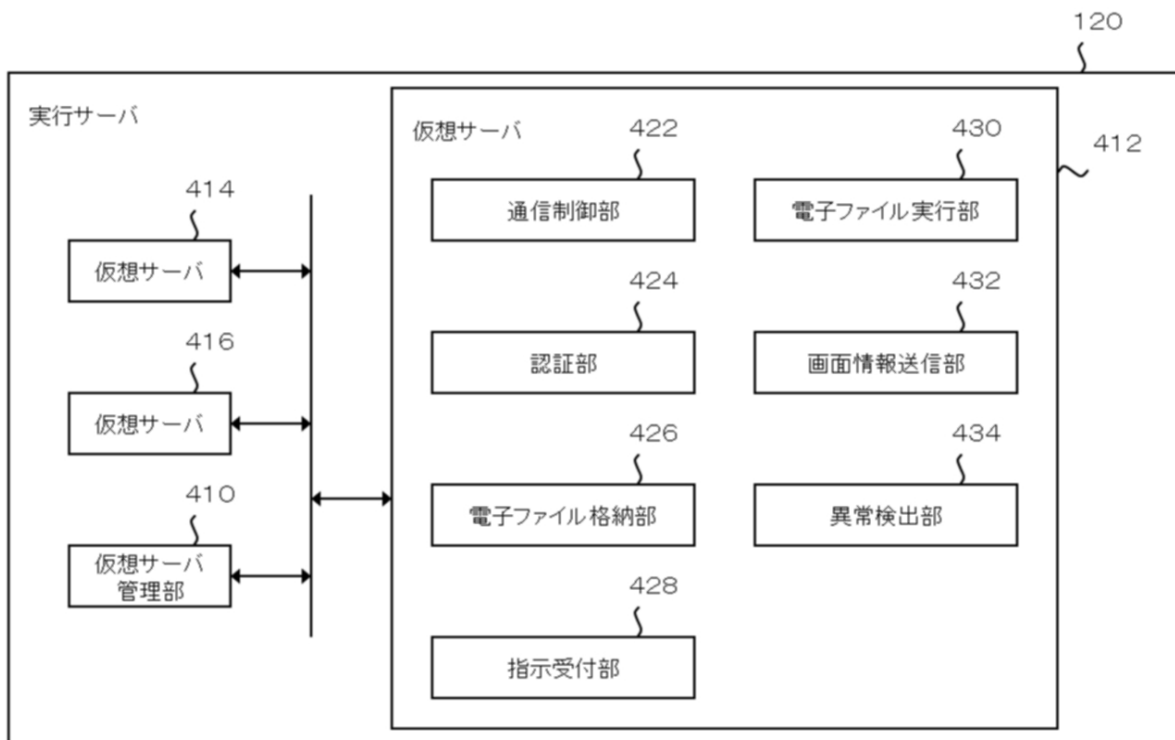 120
実行サーバ
仮想サーバ
412
414
仮想サーバ
416
仮想サーバ
410
仮想サーバ
管理部
422
通信制御部
430
電子ファイル実行部
424
認証部
432
画面情報送信部
426
電子ファイル格納部
434
異常検出部
428
指示受付部